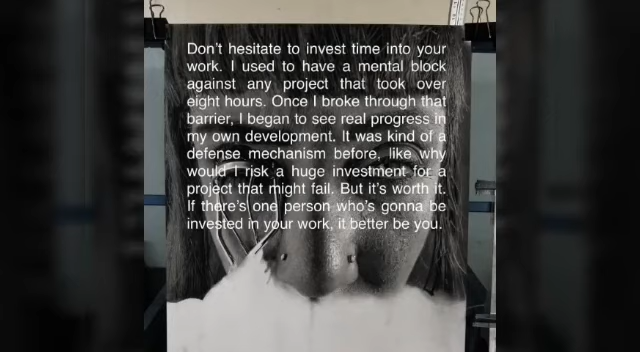 Don't hesitate to invest time into your
work. I used to have a mental block
against any project that took over
eight hours. Once I broke through that
barrier, I began to see real progress in
my own development. It was kind of a
defense mechanism before, like why
would I risk a huge investment for a
project that might fail. But it's worth it.
If there's one person who's gonna be
invested in your work, it better be you.